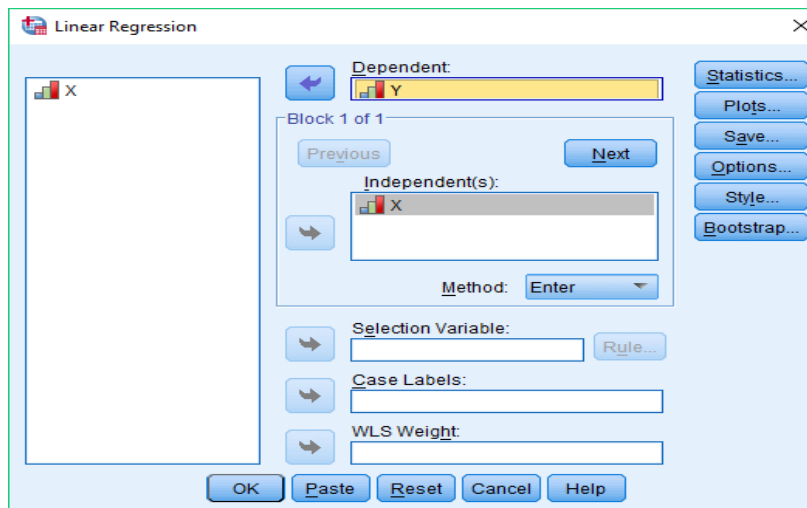 Linear Regression
X
Dependent:
Y
Block 1 of 1
Previous
Next
Independent(s):
X
Method:
Enter
Selection Variable:
Rule...
Case Labels:
WLS Weight:
Statistics...
Plots...
Save...
Options...
Style...
Bootstrap...
OK
Paste
Reset
Cancel
Help